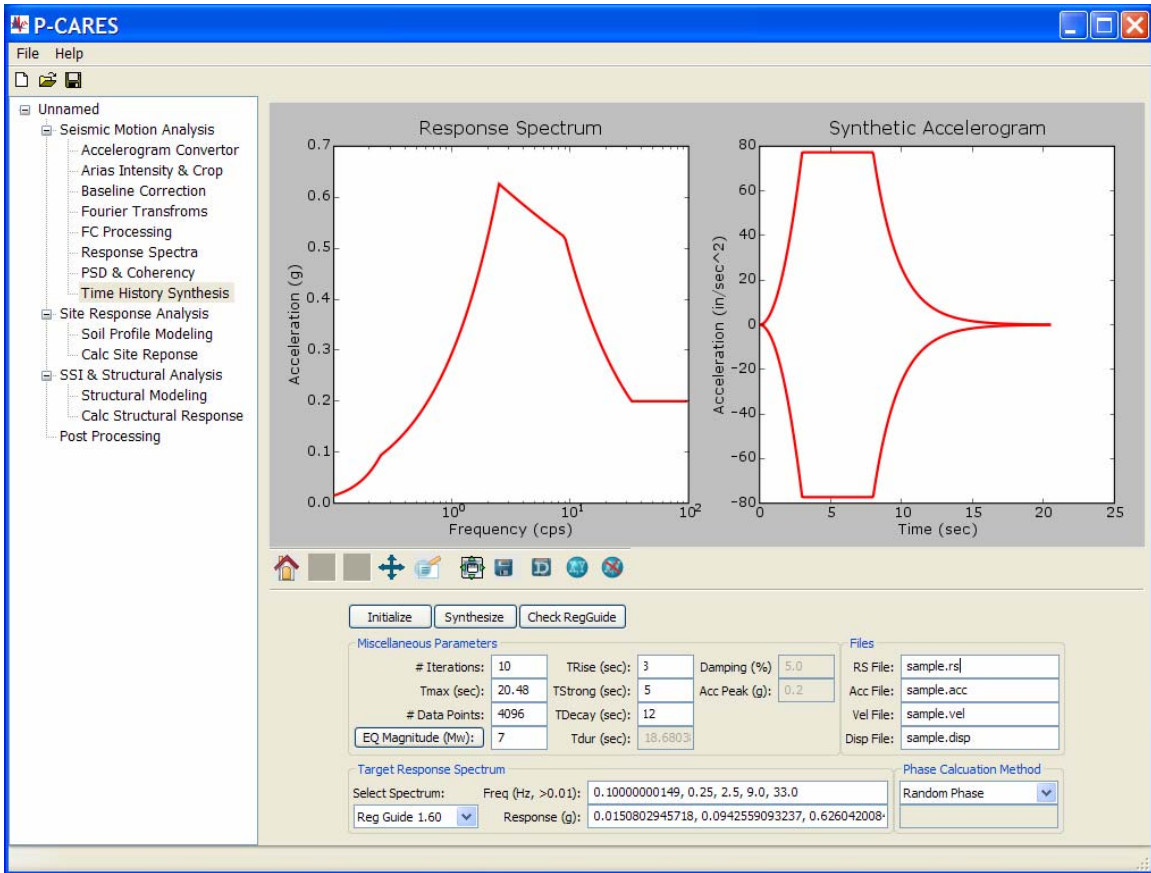 P-CARES
File Help
Unnamed
Seismic Motion Analysis
Accelerogram Convertor
Arias Intensity & Crop
Baseline Correction
Fourier Transfroms
FC Processing
Response Spectra
PSD & Coherency
Time History Synthesis
Site Response Analysis
Soil Profile Modeling
Calc Site Reponse
SSI & Structural Analysis
Structural Modeling
Calc Structural Response
Post Processing
Response Spectrum
0.7
0.6
0.5
0.4
0.3
0.2
0.1
0.0
Acceleration (g)
10^0 10^1 10^2
Frequency (cps)
Synthetic Accelerogram
80
60
40
20
0
−20
−40
−60
−80
Acceleration (in/sec^2)
0 5 10 15 20 25
Time (sec)
D
Initialize Synthesize Check RegGuide
Miscellaneous Parameters
# Iterations: 10 TRise (sec): 3 Damping (%) 5.0
Tmax (sec): 20.48 TStrong (sec): 5 Acc Peak (g): 0.2
# Data Points: 4096 TDecay (sec): 12
EQ Magnitude (Mw): 7 Tdur (sec): 18.6803
Files
RS File: sample.rs
Acc File: sample.acc
Vel File: sample.vel
Disp File: sample.disp
Target Response Spectrum
Select Spectrum: Freq (Hz, >0.01): 0.10000000149, 0.25, 2.5, 9.0, 33.0
Reg Guide 1.60 Response (g): 0.0150802945718, 0.0942559093237, 0.626042008
Phase Calcuation Method
Random Phase